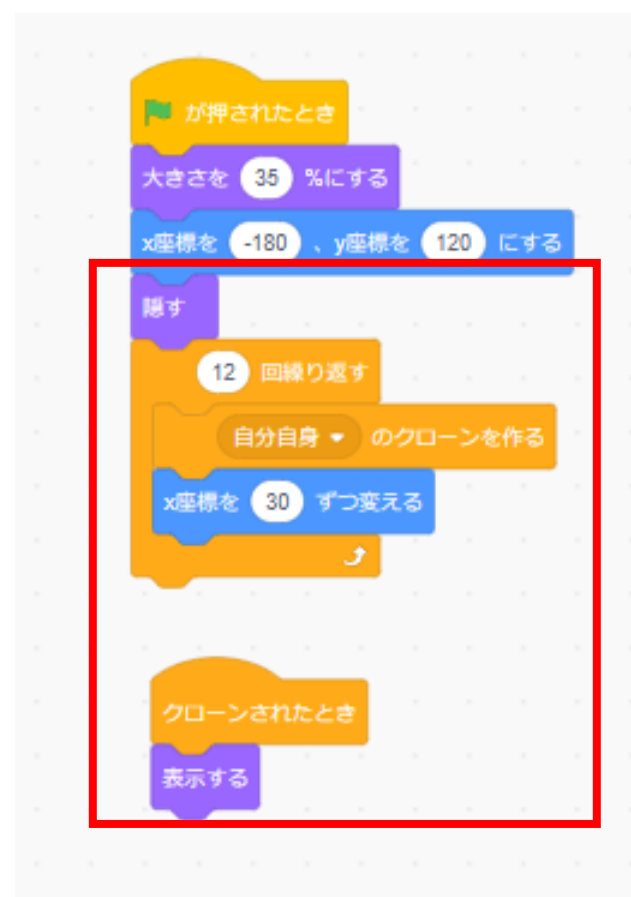 が押されたとき
大きさを 35 %にする
x座標を -180 、y座標を 120 にする
隠す
12 回繰り返す
自分自身 のクローンを作る
x座標を 30 ずつ変える
クローンされたとき
表示する